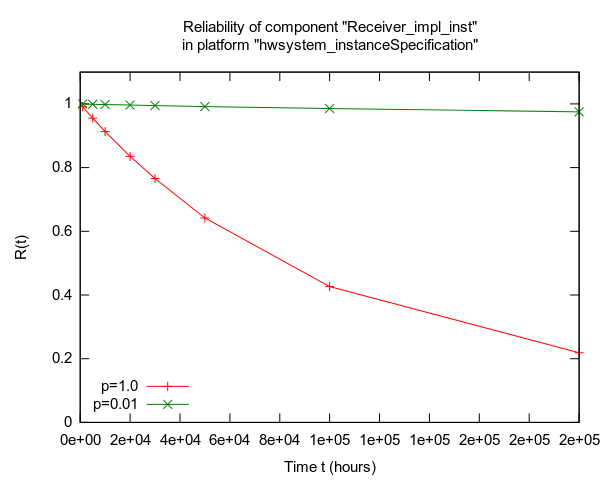 Reliability of component "Receiver_impl_inst"
in platform "hwsystem_instanceSpecification"
1
0.8
0.6
0.4
0.2
0
R(t)
p=1.0
p=0.01
0e+00 2e+04 4e+04 6e+04 8e+04 1e+05 1e+05 1e+05 2e+05 2e+05 2e+05
Time t (hours)